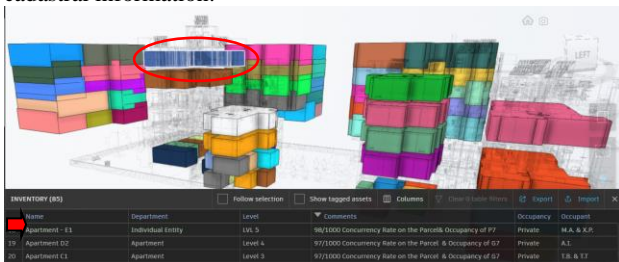 cadastral information.
LEFT
INVENTORY (85) Follow selection Show tagged assets Columns Clear 0 table filters Export Import
Name Department Level Comments Occupancy Occupant
Apartment - E1 Individual Entity LVL 5 98/1000 Concurrency Rate on the Parcel& Occupancy of P7 Private M.A. & X.P.
19 Apartment D2 Apartment Level 4 97/1000 Concurrency Rate on the Parcel & Occupancy of G7 Private A.I.
20 Apartment C1 Apartment Level 3 97/1000 Concurrency Rate on the Parcel & Occupancy of G7 Private T.B. & T.J